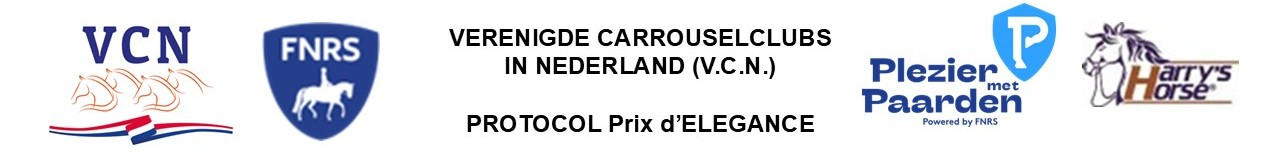 VCN
FNRS
VERENIGDE CARROUSELCLUBS
IN NEDERLAND (V.C.N.)
PROTOCOL Prix d’ELEGANCE
Plezier
met
Paarden
Powered by FNRS
Harry's
Horse®